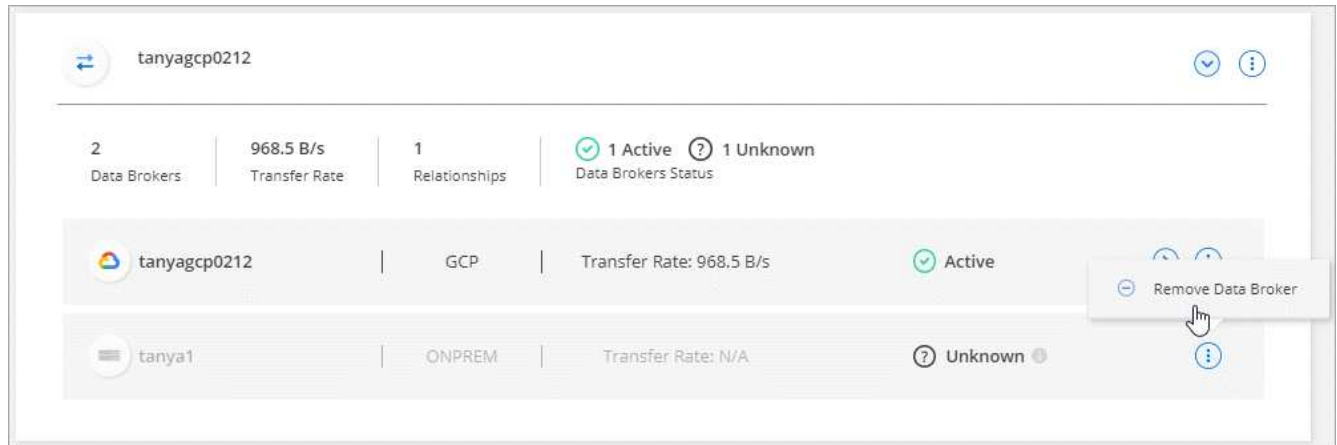 tanyagcp0212
2 968.5 B/s 1 1 Active 1 Unknown
Data Brokers Transfer Rate Relationships Data Brokers Status
tanyagcp0212 GCP Transfer Rate: 968.5 B/s Active
Remove Data Broker
tanya1 ONPREM Transfer Rate: N/A Unknown